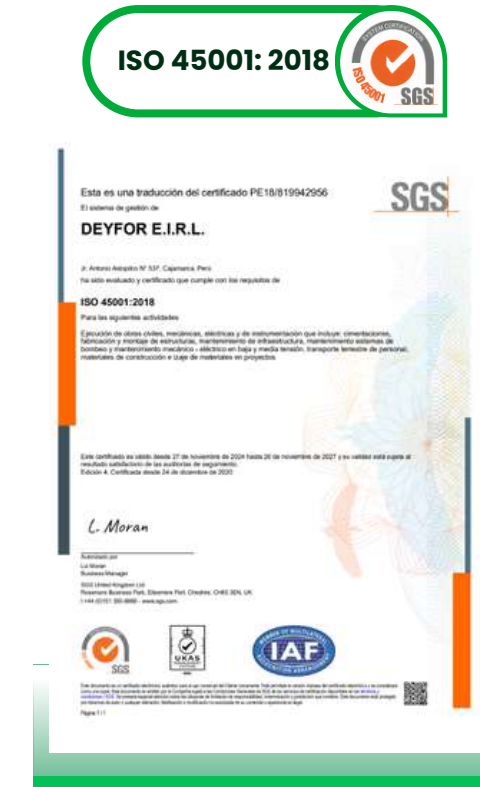 ISO 45001: 2018
SYSTEM CERTIFICATION
ISO 45001
SGS
Esta es una traducción del certificado PE18/819942956
SGS
El sistema de gestión de
DEYFOR E.I.R.L.
Jr. Antonio Astopilco N° 537, Cajamarca, Perú
ha sido evaluado y certificado que cumple con los requisitos de
ISO 45001:2018
Para las siguientes actividades
Ejecución de obras civiles, mecánicas, eléctricas y de instrumentación que incluye: cimentaciones,
fabricación y montaje de estructuras, mantenimiento de infraestructura, mantenimiento sistemas de
bombeo y mantenimiento mecánico - eléctrico en baja y media tensión, transporte terrestre de personal,
materiales de construcción e izaje de materiales en proyectos.
Este certificado es válido desde 27 de noviembre de 2024 hasta 26 de noviembre de 2027 y su validez está sujeta al
resultado satisfactorio de las auditorías de seguimiento.
Edición 4. Certificada desde 24 de diciembre de 2020
L. Moran
Autorizado por
Liz Moran
Business Manager
SGS United Kingdom Ltd
Rossmore Business Park, Ellesmere Port, Cheshire, CH65 3EN, UK
SGS
UKAS
IAF
Página 1 / 1